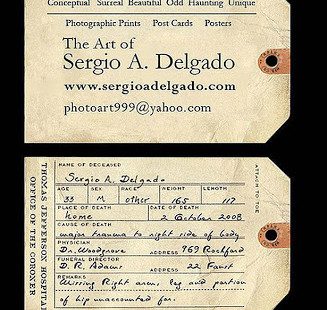 Conceptual Surreal Beautiful Odd Haunting Unique
Photographic Prints Post Cards Posters
The Art of
Sergio A. Delgado
www.sergioadelgado.com
photoart999@yahoo.com
THOMAS JEFFERSON HOSPITAL
OFFICE OF THE CORONER
NAME OF DECEASED
Sergio A. Delgado
AGE SEX RACE WEIGHT LENGTH
33 M other 165 117
PLACE OF DEATH DATE OF DEATH
home 2 October 2008
CAUSE OF DEATH
major trauma to right side of body
PHYSICIAN ADDRESS
Dr. Woodgrove 769 Rockford
FUNERAL DIRECTOR ADDRESS
D. R. Adams 22 Faust
REMARKS
Missing Right arm, leg and portion
of hip unaccounted for.
ATTACH TO TOE